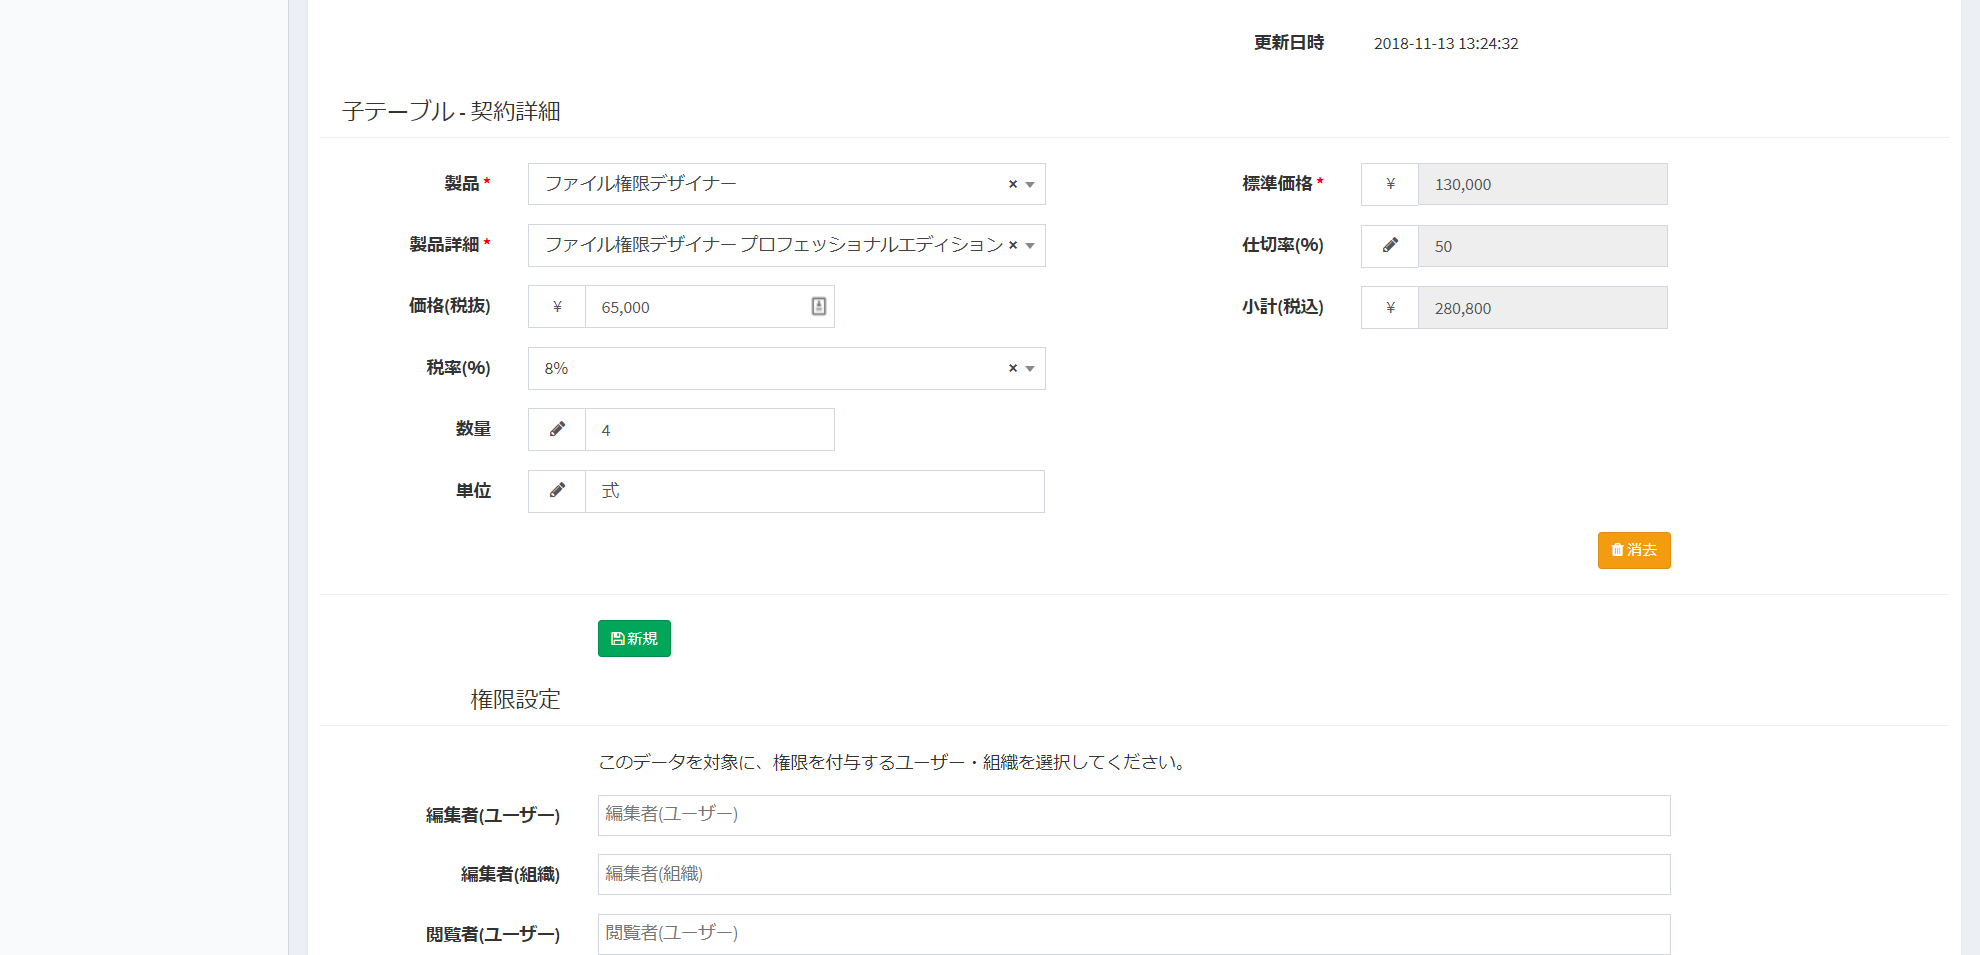 更新日時 2018-11-13 13:24:32
子テーブル - 契約詳細
製品* ファイル権限デザイナー × 標準価格* ¥ 130,000
製品詳細* ファイル権限デザイナー プロフェッショナルエディション × 仕切率(%) 50
価格(税抜) ¥ 65,000 小計(税込) ¥ 280,800
税率(%) 8% ×
数量 4
単位 式
消去
新規
権限設定
このデータを対象に、権限を付与するユーザー・組織を選択してください。
編集者(ユーザー) 編集者(ユーザー)
編集者(組織) 編集者(組織)
閲覧者(ユーザー) 閲覧者(ユーザー)